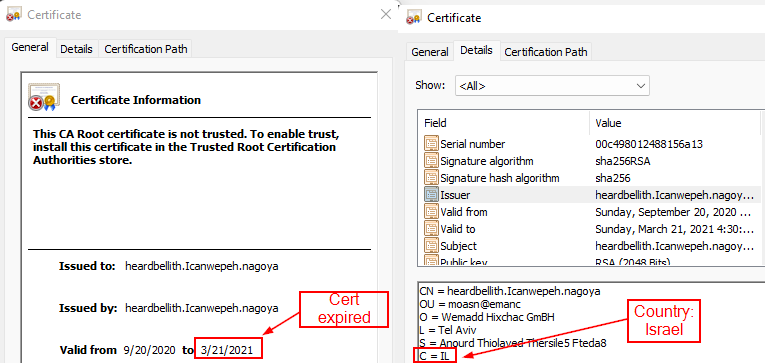 Certificate
General Details Certification Path
Certificate Information
This CA Root certificate is not trusted. To enable trust,
install this certificate in the Trusted Root Certification
Authorities store.
Issued to: heardbellith.Icanwepeh.nagoya
Issued by: heardbellith.Icanwepeh.nagoya
Cert
expired
Valid from 9/20/2020 to 3/21/2021
Certificate
General Details Certification Path
Show: <All>
Field Value
Serial number 00c498012488156a13
Signature algorithm sha256RSA
Signature hash algorithm sha256
Issuer heardbellith.Icanwepeh.nagoy...
Valid from Sunday, September 20, 2020 ...
Valid to Sunday, March 21, 2021 4:30:...
Subject heardbellith.Icanwepeh.nagoy...
Public key RSA (2048 Bits)
CN = heardbellith.Icanwepeh.nagoya
OU = moasn@emanc
O = Wemadd Hixchac GmBH
L = Tel Aviv
S = Anourd Thiolayed Thersile5 Fteda8
C = IL
Country:
Israel